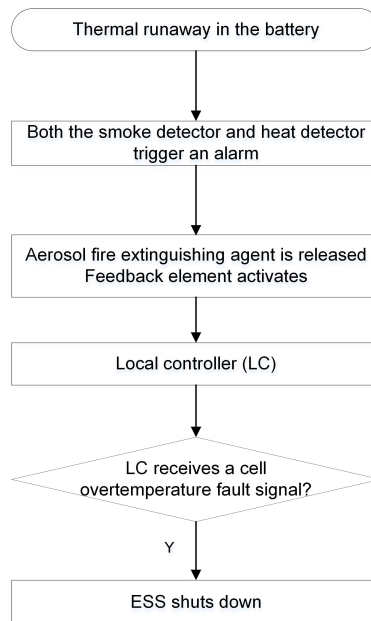 Thermal runaway in the battery
Both the smoke detector and heat detector
trigger an alarm
Aerosol fire extinguishing agent is released
Feedback element activates
Local controller (LC)
LC receives a cell
overtemperature fault signal?
Y
ESS shuts down